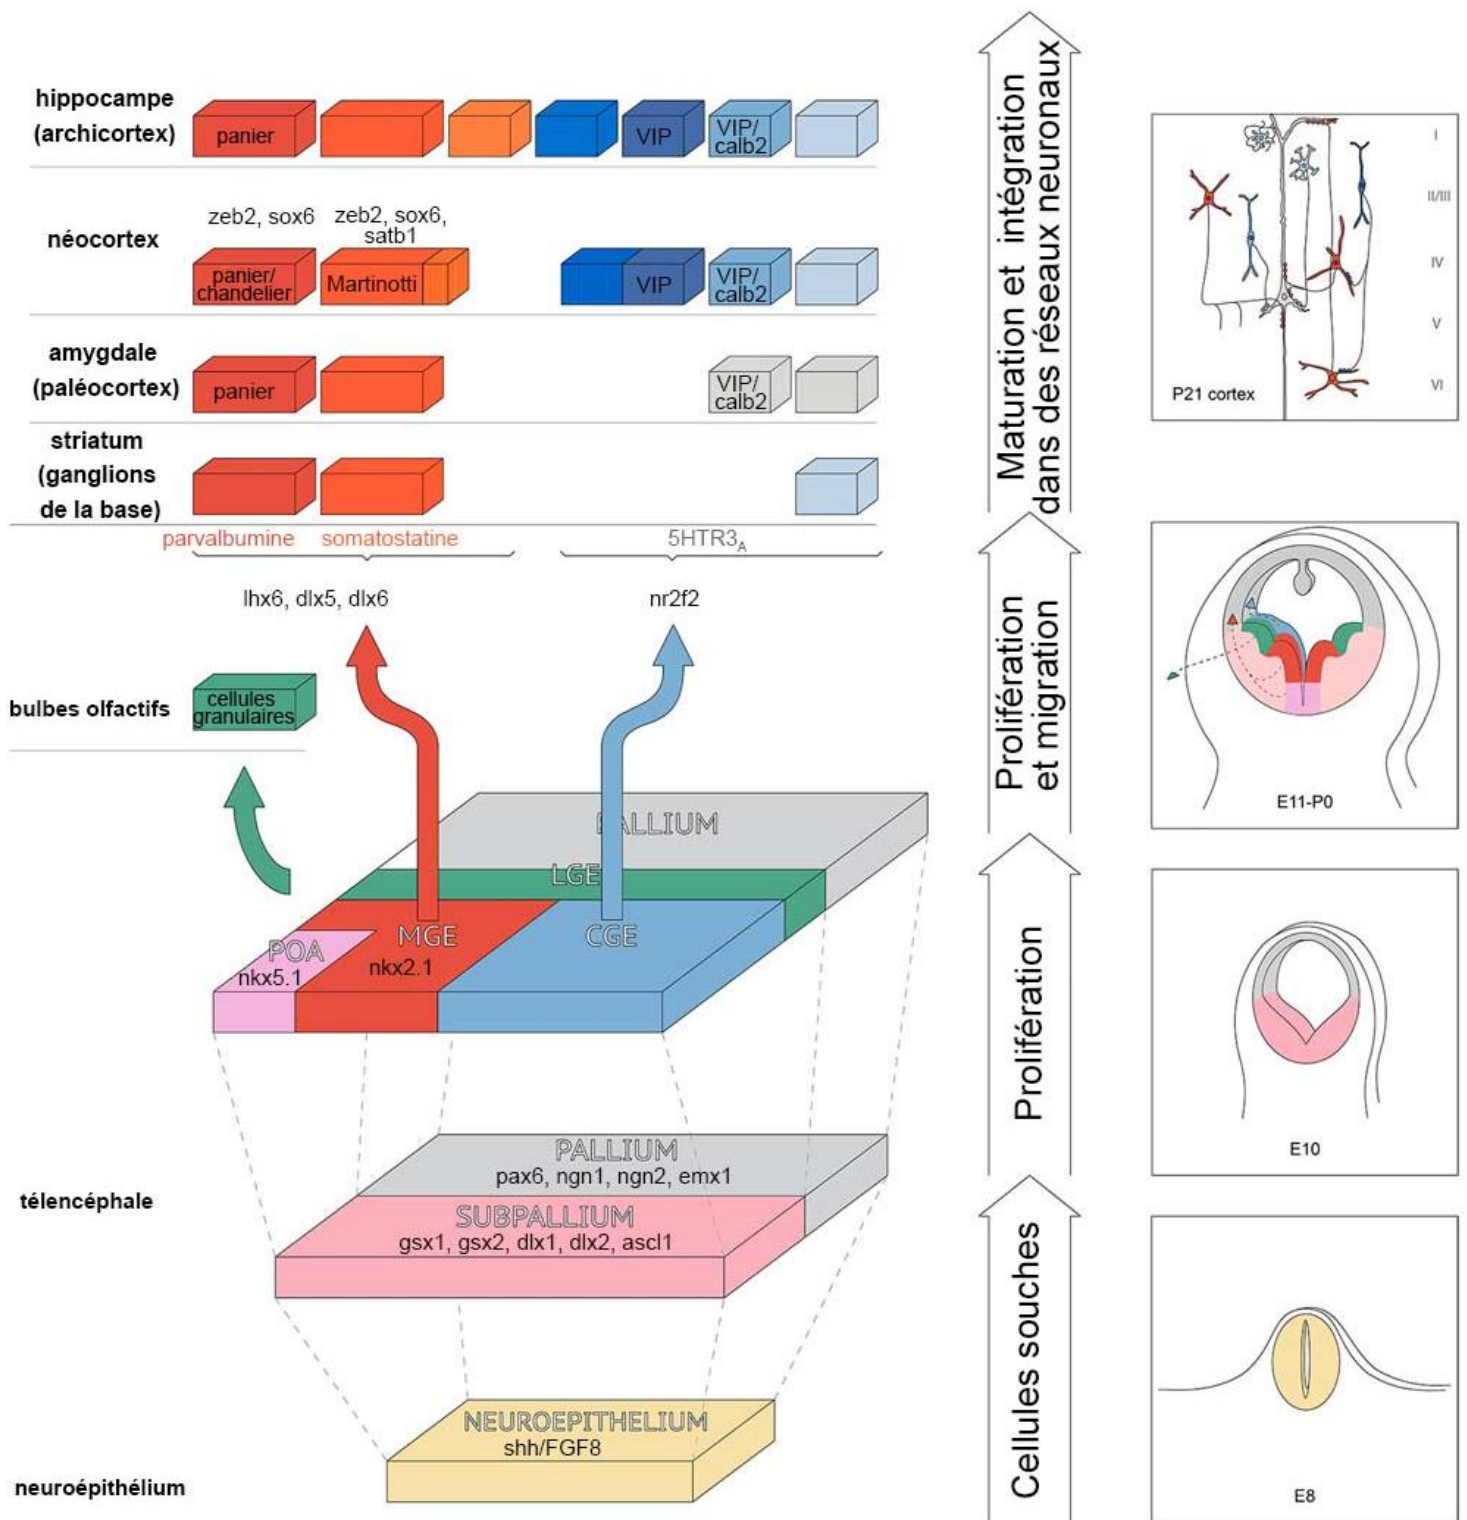 hippocampe
(archicortex)
panier
VIP
VIP/
calb2
néocortex
zeb2, sox6
zeb2, sox6,
satb1
panier/
chandelier
Martinotti
VIP
VIP/
calb2
amygdale
(paléocortex)
panier
VIP/
calb2
striatum
(ganglions
de la base)
parvalbumine
somatostatine
5HTR3A
lhx6, dlx5, dlx6
nr2f2
bulbes olfactifs
cellules
granulaires
PALLIUM
LGE
MGE
nkx2.1
CGE
POA
nkx5.1
télencéphale
PALLIUM
pax6, ngn1, ngn2, emx1
SUBPALLIUM
gsx1, gsx2, dlx1, dlx2, ascl1
neuroépithélium
NEUROEPITHELIUM
shh/FGF8
Maturation et intégration
dans des réseaux neuronaux
Prolifération
et migration
Prolifération
Cellules souches
I
II/III
IV
V
VI
P21 cortex
E11-P0
E10
E8